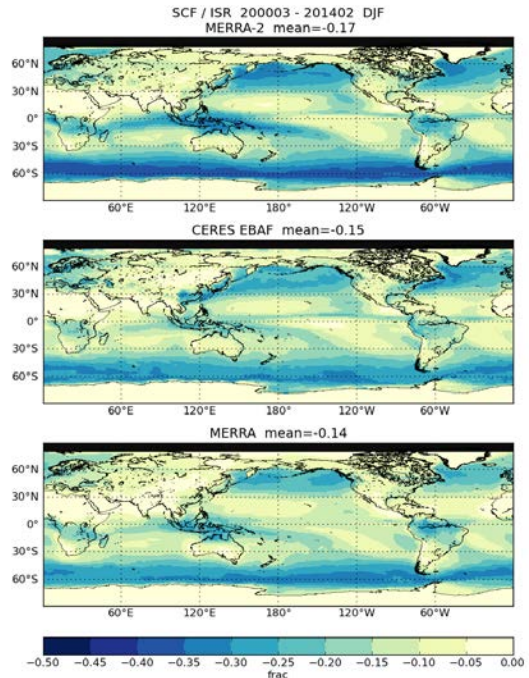 SCF / ISR 200003 - 201402 DJF
MERRA-2 mean=-0.17
60°N
30°N
0°
30°S
60°S
60°E 120°E 180° 120°W 60°W
CERES EBAF mean=-0.15
60°N
30°N
0°
30°S
60°S
60°E 120°E 180° 120°W 60°W
MERRA mean=-0.14
60°N
30°N
0°
30°S
60°S
60°E 120°E 180° 120°W 60°W
−0.50 −0.45 −0.40 −0.35 −0.30 −0.25 −0.20 −0.15 −0.10 −0.05 0.00
frac